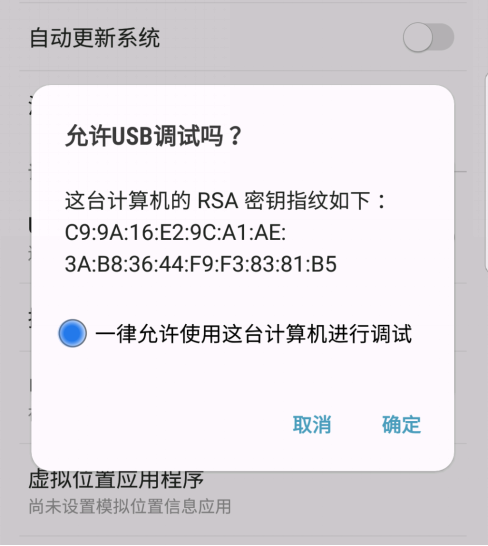 自动更新系统
允许USB调试吗？
这台计算机的 RSA 密钥指纹如下：
C9:9A:16:E2:9C:A1:AE:
3A:B8:36:44:F9:F3:83:81:B5
一律允许使用这台计算机进行调试
取消 确定
虚拟位置应用程序
尚未设置模拟位置信息应用